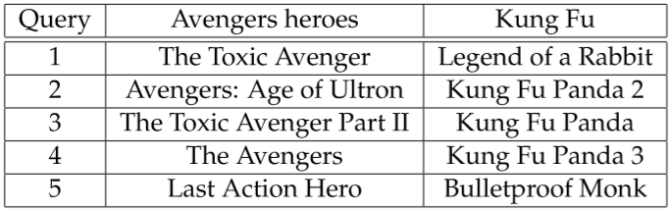 Query Avengers heroes Kung Fu
1 The Toxic Avenger Legend of a Rabbit
2 Avengers: Age of Ultron Kung Fu Panda 2
3 The Toxic Avenger Part II Kung Fu Panda
4 The Avengers Kung Fu Panda 3
5 Last Action Hero Bulletproof Monk